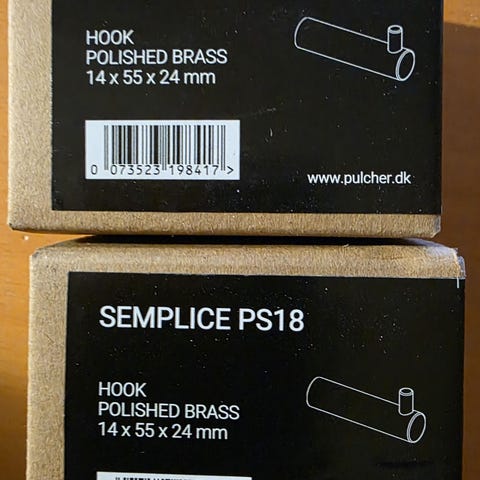 HOOK
POLISHED BRASS
14 x 55 x 24 mm
0 073523 198417 >
www.pulcher.dk
SEMPLICE PS18
HOOK
POLISHED BRASS
14 x 55 x 24 mm